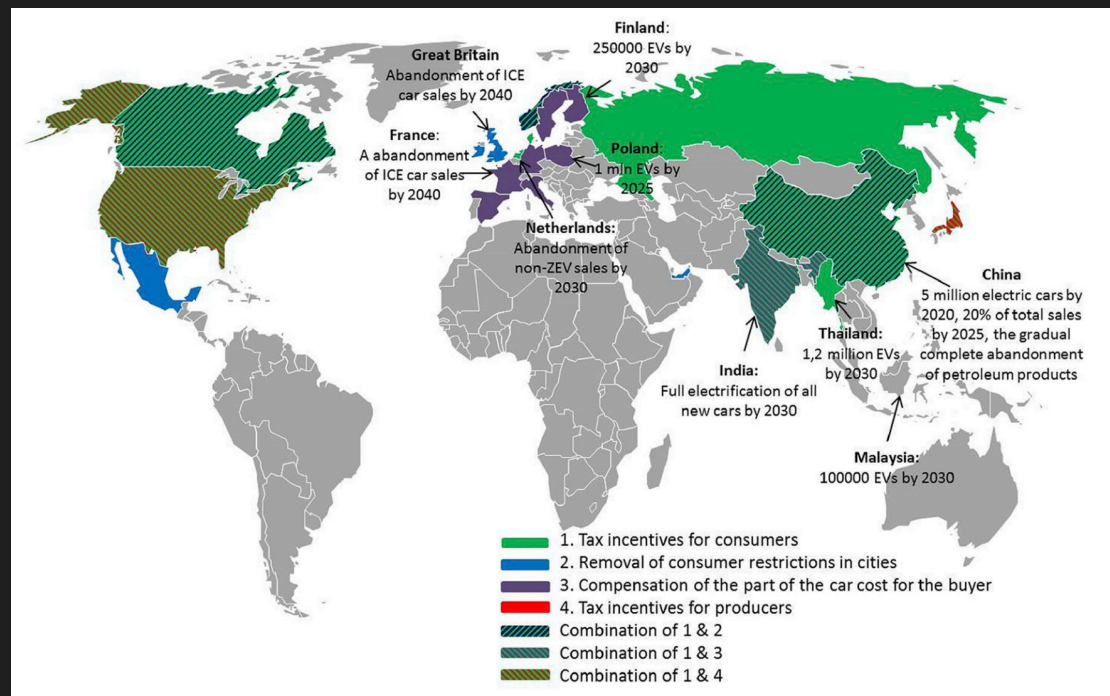 Finland:
250000 EVs by
2030
Great Britain
Abandonment of ICE
car sales by 2040
France:
A abandonment
of ICE car sales
by 2040
Poland:
1 mln EVs by
2025
Netherlands:
Abandonment of
non-ZEV sales by
2030
China
5 million electric cars by
2020, 20% of total sales
by 2025, the gradual
complete abandonment
of petroleum products
Thailand:
1,2 million EVs
by 2030
India:
Full electrification of all
new cars by 2030
Malaysia:
100000 EVs by 2030
1. Tax incentives for consumers
2. Removal of consumer restrictions in cities
3. Compensation of the part of the car cost for the buyer
4. Tax incentives for producers
Combination of 1 & 2
Combination of 1 & 3
Combination of 1 & 4